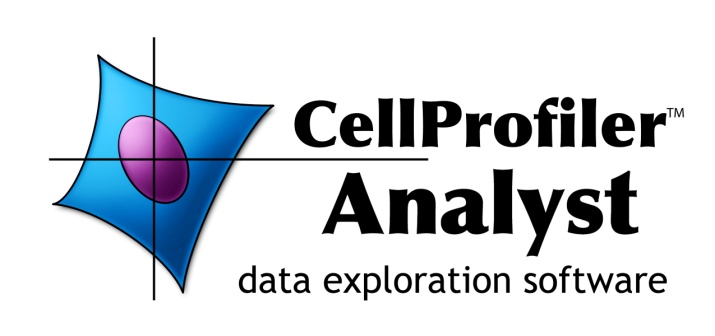 CellProfiler™
Analyst
data exploration software